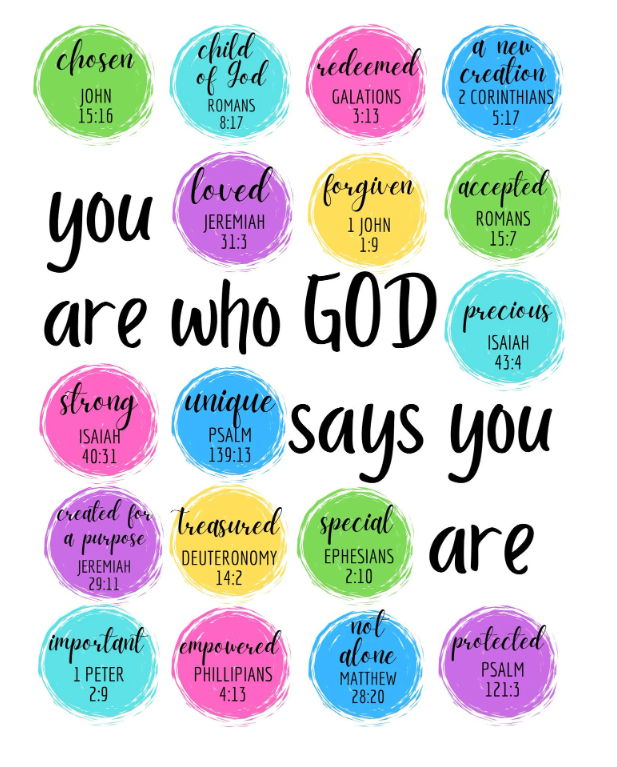 chosen
JOHN
15:16
child
of God
ROMANS
8:17
redeemed
GALATIONS
3:13
a new
creation
2 CORINTHIANS
5:17
you
loved
JEREMIAH
31:3
forgiven
1 JOHN
1:9
accepted
ROMANS
15:7
are who GOD
precious
ISAIAH
43:4
strong
ISAIAH
40:31
unique
PSALM
139:13
says you
created for
a purpose
JEREMIAH
29:11
treasured
DEUTERONOMY
14:2
special
EPHESIANS
2:10
are
important
1 PETER
2:9
empowered
PHILLIPIANS
4:13
not
alone
MATTHEW
28:20
protected
PSALM
121:3